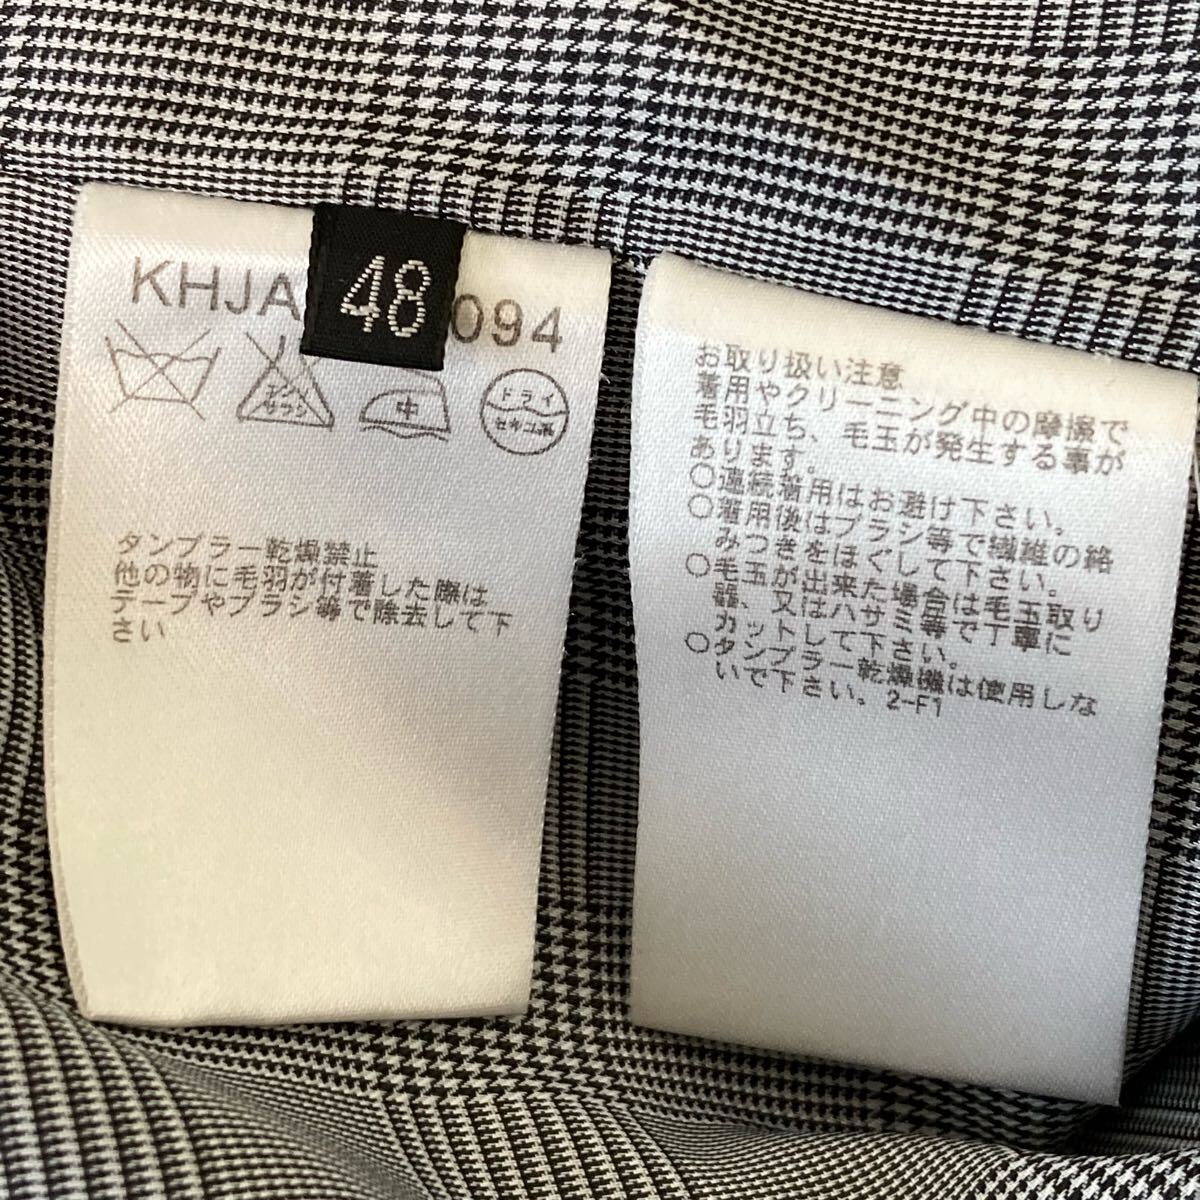 KHJA
48
094
エンソ
サラシ
中
ドライ
セキユ系
タンブラー乾燥禁止
他の物に毛羽が付着した際は
テープやブラシ等で除去して下
さい
お取り扱い注意
着用やクリーニング中の摩擦で
毛羽立ち、毛玉が発生する事が
あります。
○連続着用はお避け下さい。
○着用後はブラシ等で繊維の絡
みつきをほぐして下さい。
○毛玉が出来た場合は毛玉取り
器、又はハサミ等で丁寧に
カットして下さい。
○タンブラー乾燥機は使用しな
いで下さい。2-F1